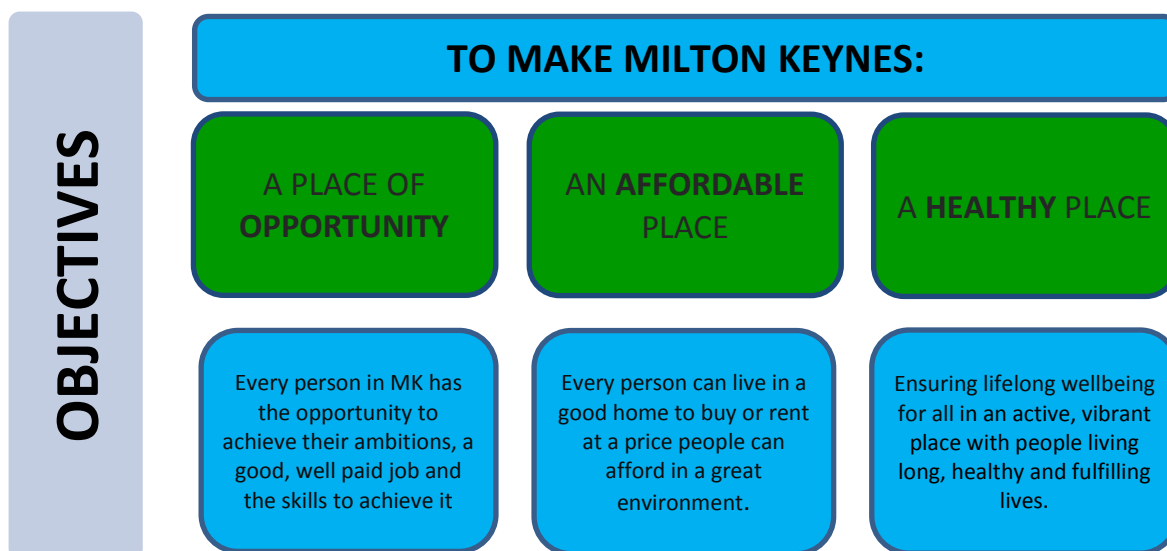 OBJECTIVES
TO MAKE MILTON KEYNES:
A PLACE OF
OPPORTUNITY
AN AFFORDABLE
PLACE
A HEALTHY PLACE
Every person in MK has
the opportunity to
achieve their ambitions, a
good, well paid job and
the skills to achieve it
Every person can live in a
good home to buy or rent
at a price people can
afford in a great
environment.
Ensuring lifelong wellbeing
for all in an active, vibrant
place with people living
long, healthy and fulfilling
lives.